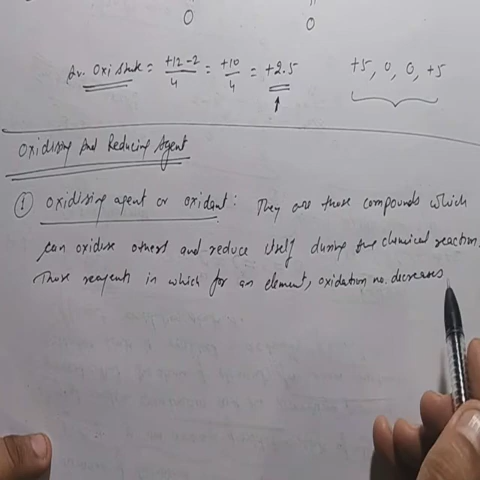 O
O
Av. Oxi State = +12-2/4 = +10/4 = +2.5 +5, 0, 0, +5
Oxidising And Reducing Agent
① Oxidising agent or oxidant: They are those compounds which
can oxidise others and reduce itself during the chemical reaction.
Those reagents in which for an element, oxidation no. decreases